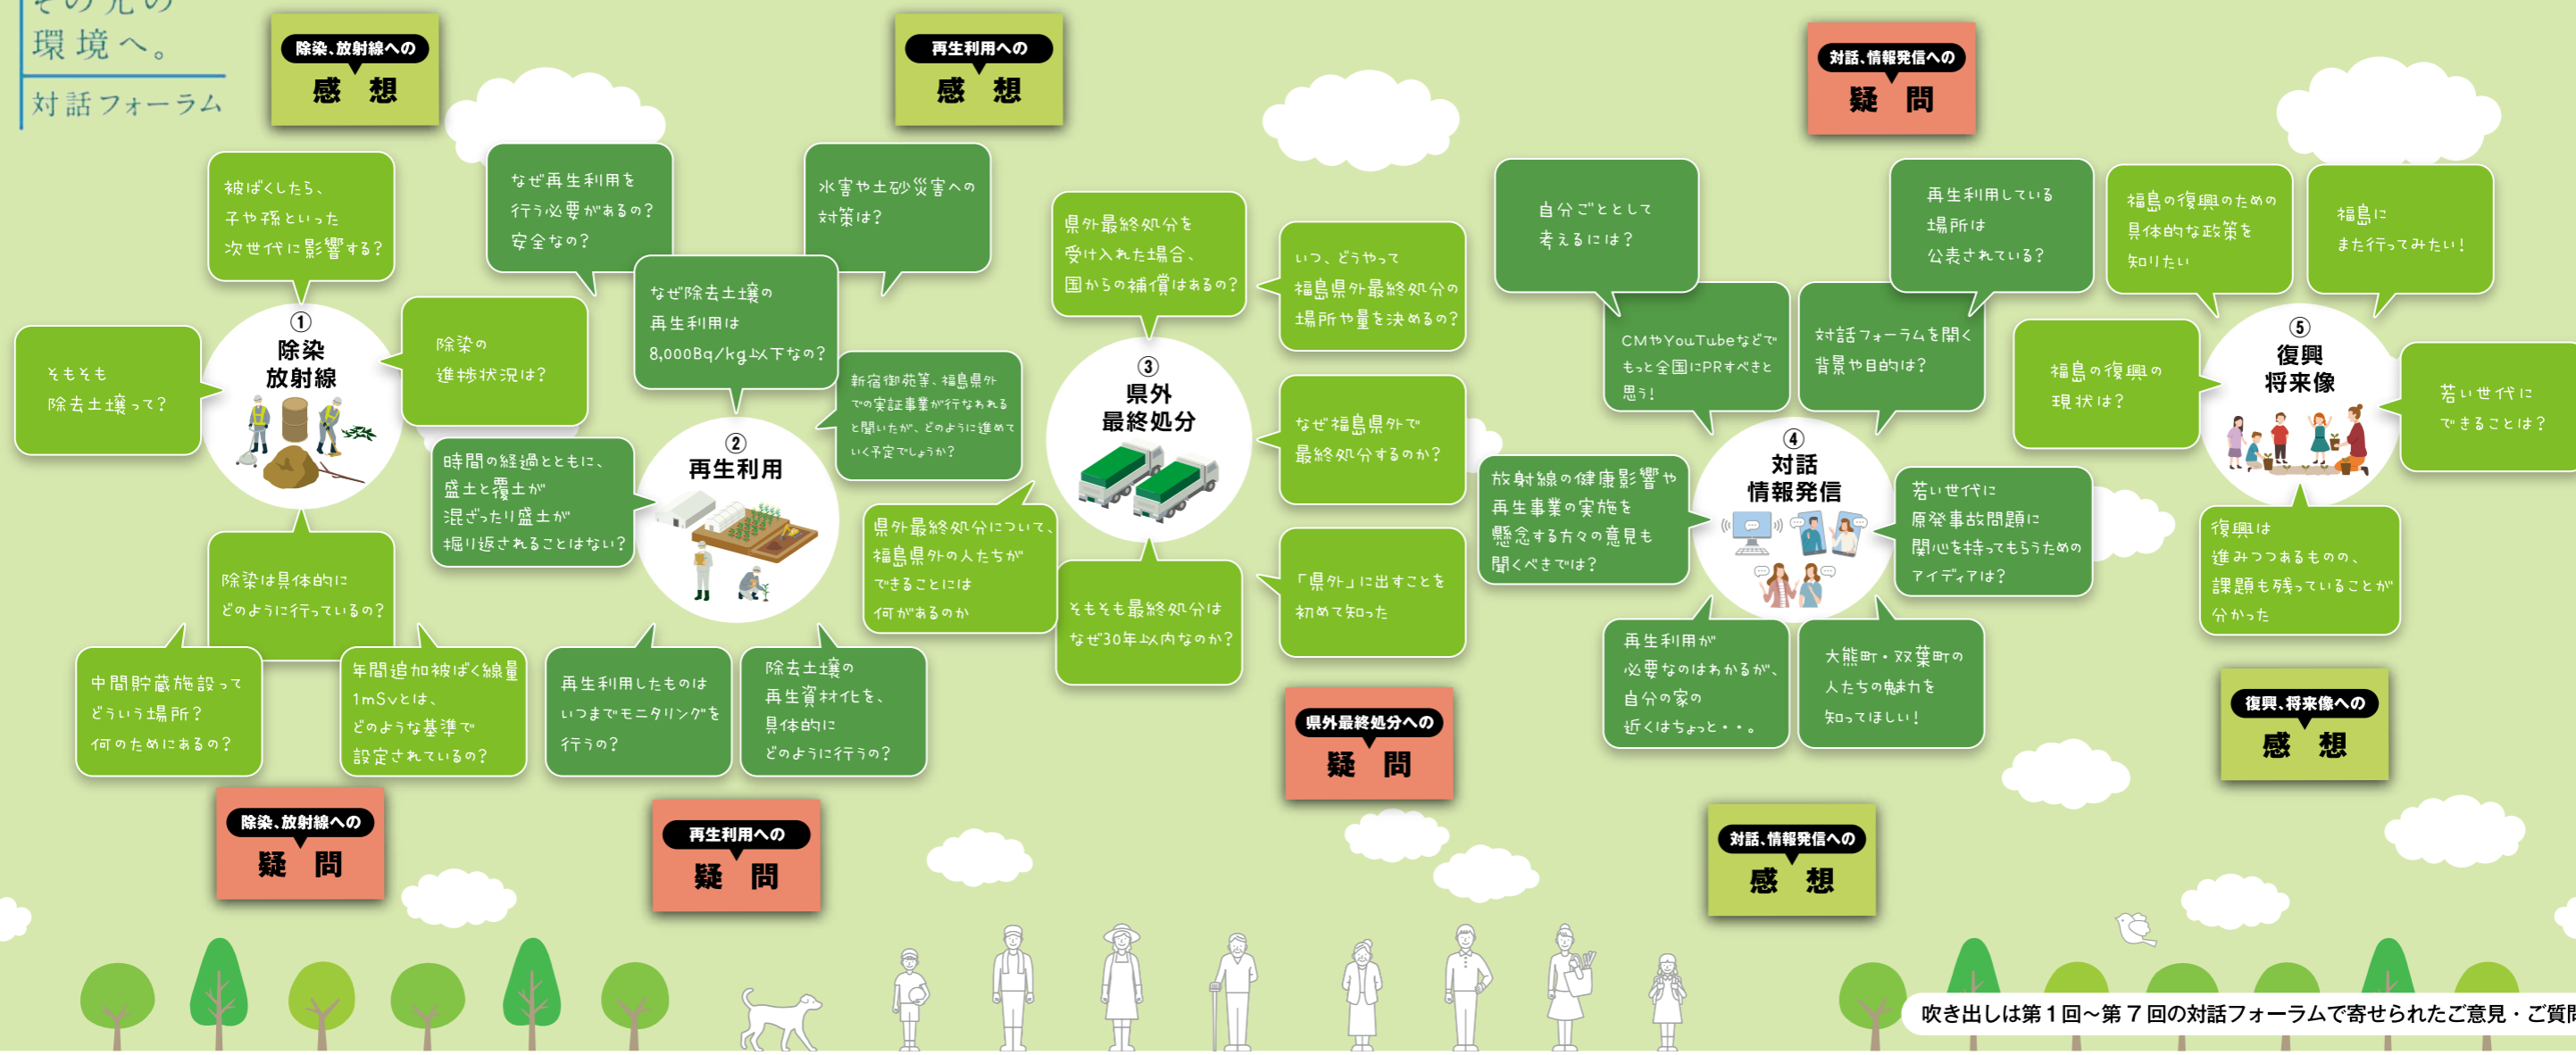 その先の
環境へ。
対話フォーラム
除染、放射線への
感 想
再生利用への
感 想
対話、情報発信への
疑 問
被ばくしたら、
子や孫といった
次世代に影響する?
そもそも
除去土壌って?
①
除染
放射線
除染の
進捗状況は?
除染は具体的に
どのように行っているの?
中間貯蔵施設って
どういう場所?
何のためにあるの?
年間追加被ばく線量
1mSvとは、
どのような基準で
設定されているの?
除染、放射線への
疑 問
なぜ再生利用を
行う必要があるの?
安全なの?
水害や土砂災害への
対策は?
なぜ除去土壌の
再生利用は
8,000Bq/kg以下なの?
新宿御苑等、福島県外
での実証事業が行なわれる
と聞いたが、どのように進めて
いく予定でしょうか?
時間の経過とともに、
盛土と覆土が
混ざったり盛土が
掘り返されることはない?
②
再生利用
再生利用したものは
いつまでモニタリングを
行うの?
除去土壌の
再生資材化を、
具体的に
どのように行うの?
再生利用への
疑 問
県外最終処分を
受け入れた場合、
国からの補償はあるの?
いつ、どうやって
福島県外最終処分の
場所や量を決めるの?
③
県外
最終処分
なぜ福島県外で
最終処分するのか?
県外最終処分について、
福島県外の人たちが
できることには
何があるのか
そもそも最終処分は
なぜ30年以内なのか?
「県外」に出すことを
初めて知った
県外最終処分への
疑 問
自分ごととして
考えるには?
再生利用している
場所は
公表されている?
CMやYouTubeなどで
もっと全国にPRすべきと
思う!
対話フォーラムを開く
背景や目的は?
④
対話
情報発信
放射線の健康影響や
再生事業の実施を
懸念する方々の意見も
聞くべきでは?
若い世代に
原発事故問題に
関心を持ってもらうための
アイディアは?
再生利用が
必要なのはわかるが、
自分の家の
近くはちょっと・・。
大熊町・双葉町の
人たちの魅力を
知ってほしい!
対話、情報発信への
感 想
福島の復興のための
具体的な政策を
知りたい
福島に
また行ってみたい!
福島の復興の
現状は?
⑤
復興
将来像
若い世代に
できることは?
復興は
進みつつあるものの、
課題も残っていることが
分かった
復興、将来像への
感 想
吹き出しは第1回~第7回の対話フォーラムで寄せられたご意見・ご質問